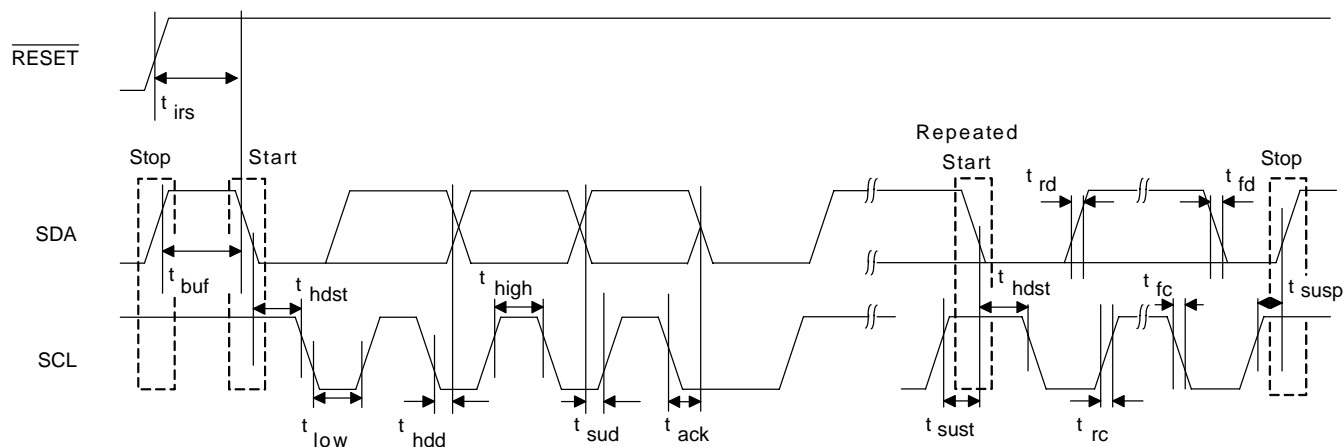 RESET
t irs
Repeated
Stop
Start
Start
Stop
t rd
t fd
SDA
t buf
t hdst
t high
t hdst
t fc
t susp
SCL
t low
t hdd
t sud
t ack
t sust
t rc